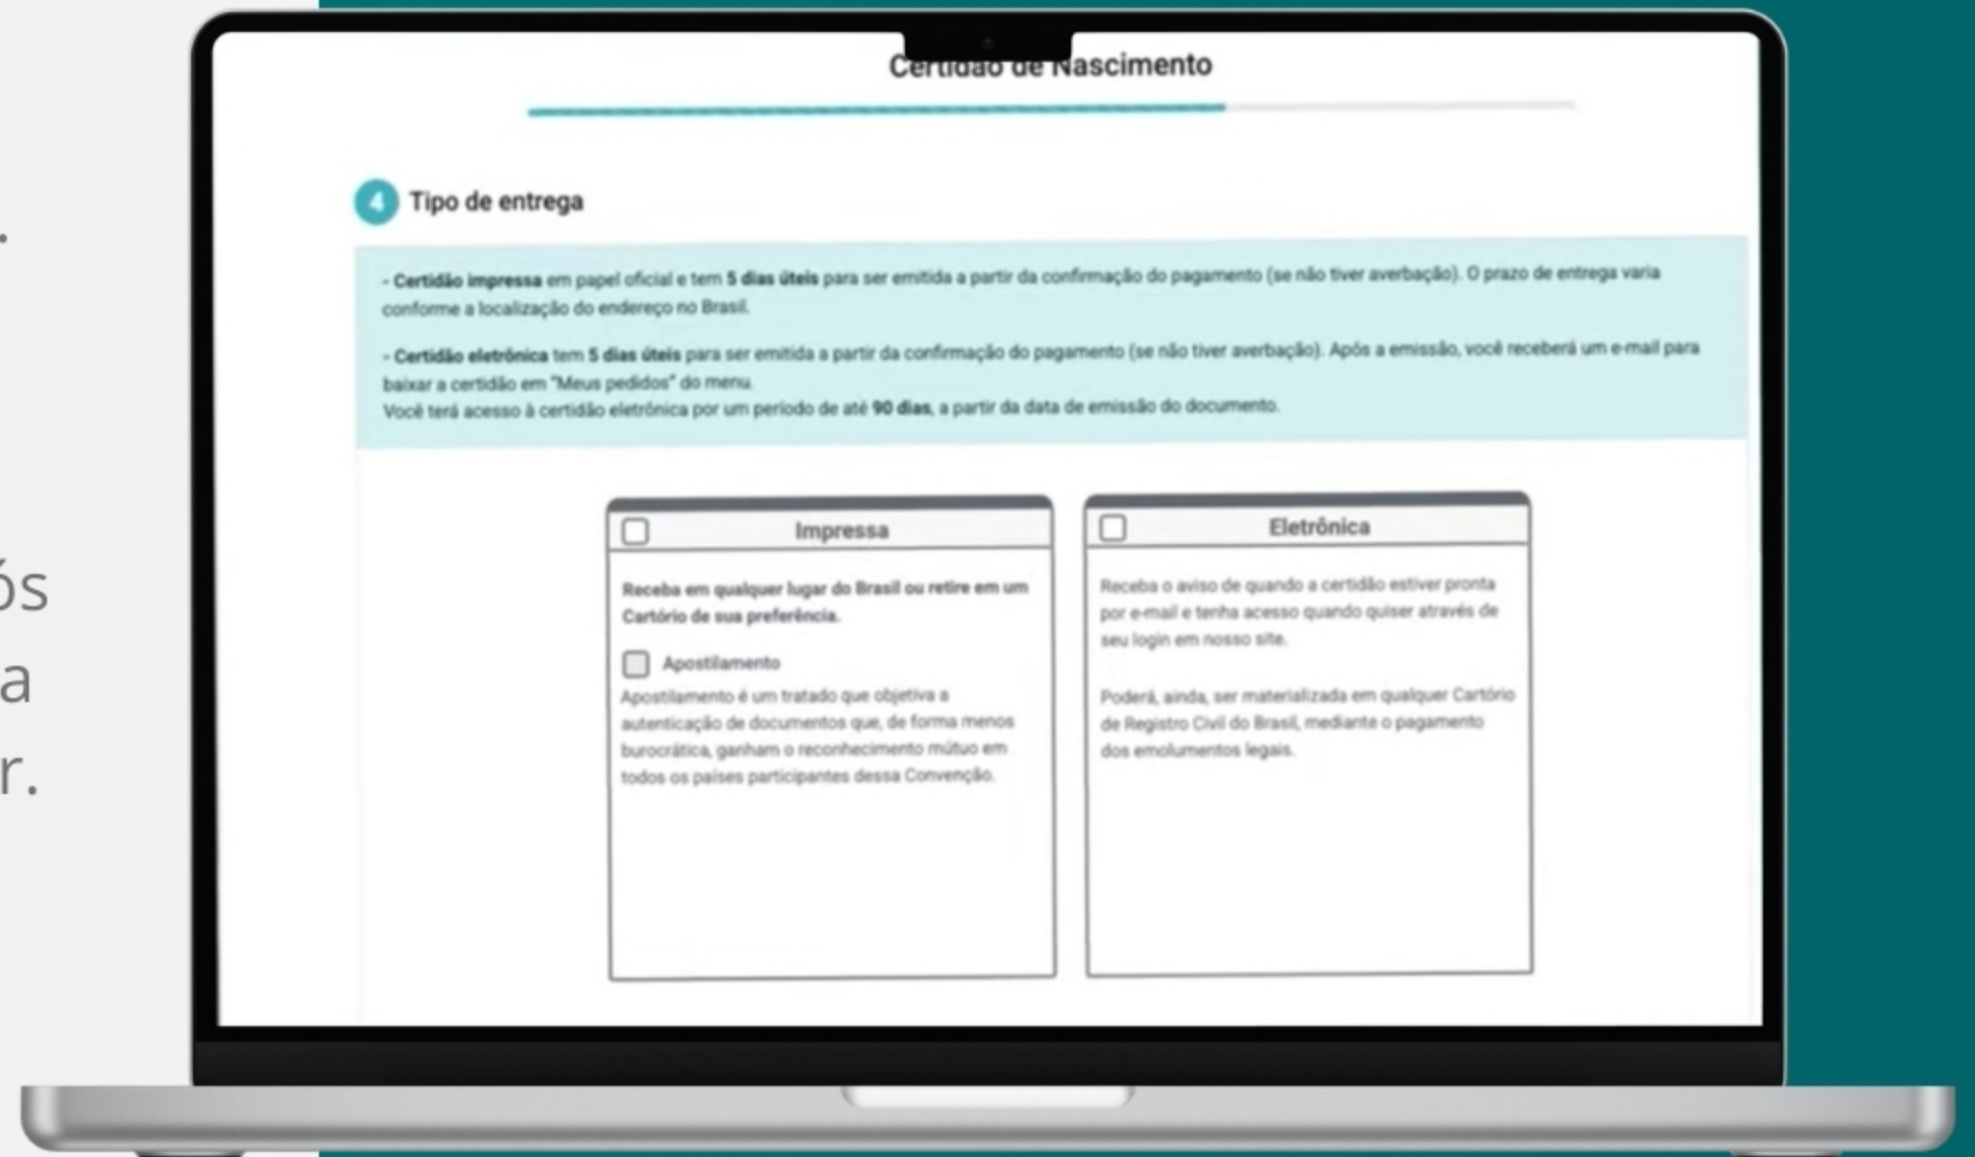 .
ós
a
r.
Certidão de Nascimento
4 Tipo de entrega
- Certidão impressa em papel oficial e tem 5 dias úteis para ser emitida a partir da confirmação do pagamento (se não tiver averbação). O prazo de entrega varia
conforme a localização do endereço no Brasil.
- Certidão eletrônica tem 5 dias úteis para ser emitida a partir da confirmação do pagamento (se não tiver averbação). Após a emissão, você receberá um e-mail para
baixar a certidão em "Meus pedidos" do menu.
Você terá acesso à certidão eletrônica por um período de até 90 dias, a partir da data de emissão do documento.
Impressa
Receba em qualquer lugar do Brasil ou retire em um
Cartório de sua preferência.
Apostilamento
Apostilamento é um tratado que objetiva a
autenticação de documentos que, de forma menos
burocrática, ganham o reconhecimento mútuo em
todos os países participantes dessa Convenção.
Eletrônica
Receba o aviso de quando a certidão estiver pronta
por e-mail e tenha acesso quando quiser através de
seu login em nosso site.
Poderá, ainda, ser materializada em qualquer Cartório
de Registro Civil do Brasil, mediante o pagamento
dos emolumentos legais.